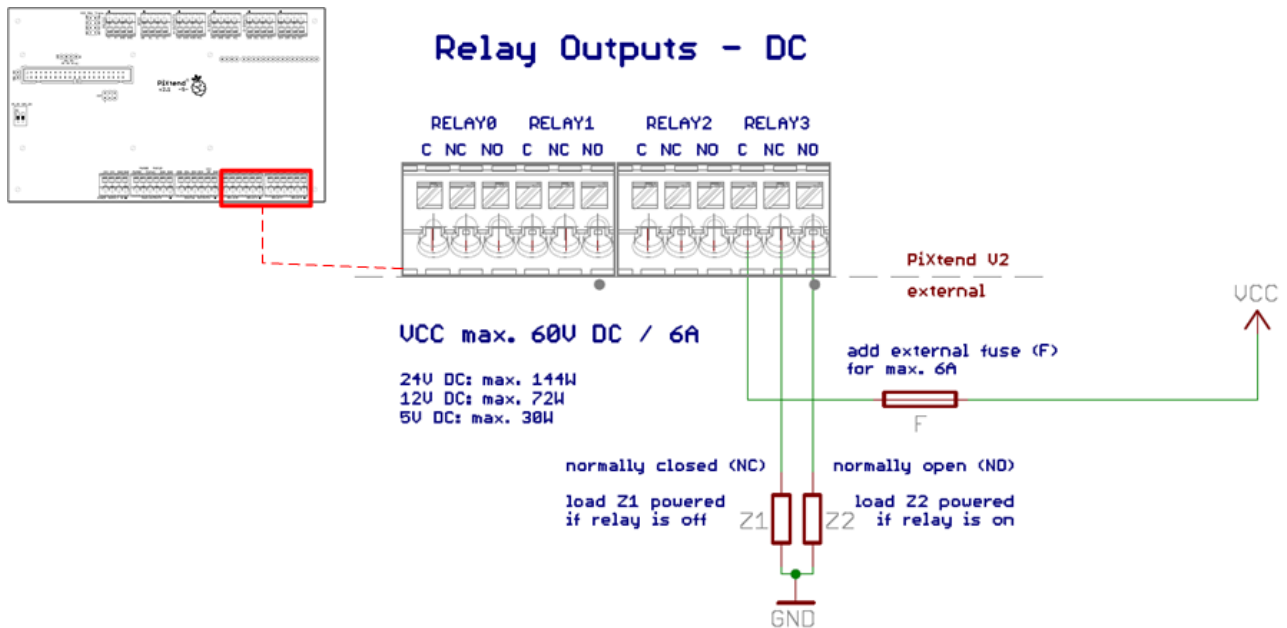 Relay Outputs - DC
PiXtend
RELAY0 RELAY1 RELAY2 RELAY3
C NC NO C NC NO C NC NO C NC NO
PiXtend V2
external
VCC
VCC max. 60V DC / 6A
add external fuse (F)
for max. 6A
24V DC: max. 144W
12V DC: max. 72W
5V DC: max. 30W
F
normally closed (NC)
normally open (NO)
load Z1 powered
if relay is off
Z1
Z2
load Z2 powered
if relay is on
GND